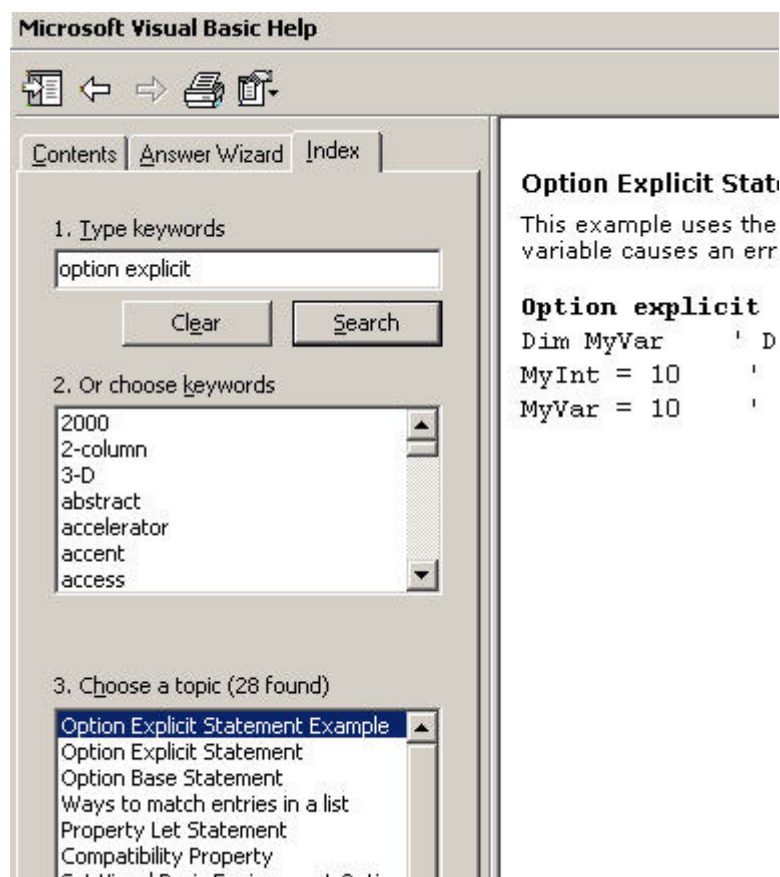 Microsoft Visual Basic Help
Contents Answer Wizard Index
1. Type keywords
option explicit
Clear Search
2. Or choose keywords
2000
2-column
3-D
abstract
accelerator
accent
access
3. Choose a topic (28 found)
Option Explicit Statement Example
Option Explicit Statement
Option Base Statement
Ways to match entries in a list
Property Let Statement
Compatibility Property
Option Explicit State
This example uses the
variable causes an err
Option explicit
Dim MyVar ' D
MyInt = 10 '
MyVar = 10 '